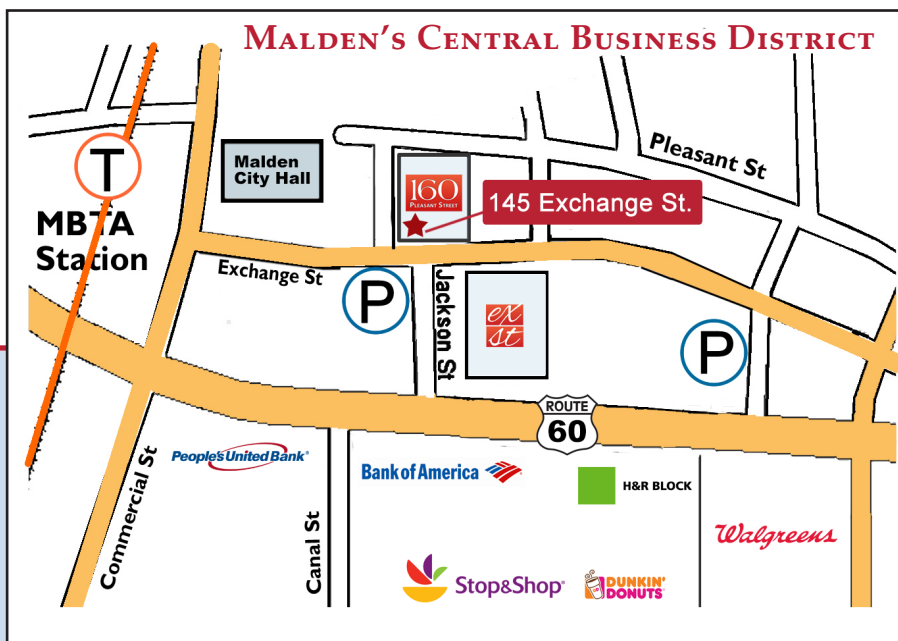 MALDEN'S CENTRAL BUSINESS DISTRICT
T
MBTA
Station
Malden
City Hall
160
PLEASANT STREET
145 Exchange St.
Pleasant St
Exchange St
P
Jackson St
ex
st
P
ROUTE
60
Commercial St
People's United Bank®
Canal St
Bank of America
H&R BLOCK
Walgreens
Stop&Shop®
DUNKIN'
DONUTS®